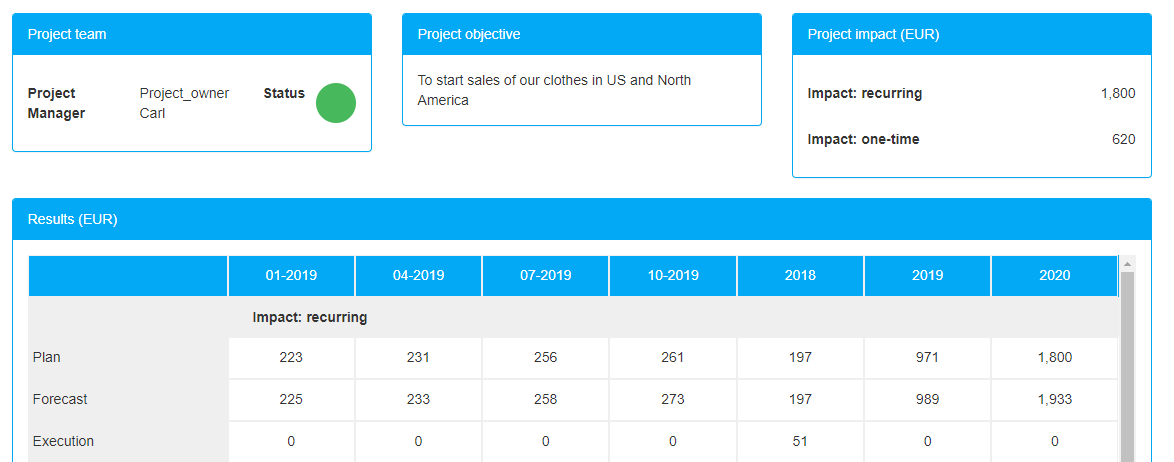 Project team
Project Manager
Project_owner Carl
Status
Project objective
To start sales of our clothes in US and North
America
Project impact (EUR)
Impact: recurring 1,800
Impact: one-time 620
Results (EUR)
01-2019 04-2019 07-2019 10-2019 2018 2019 2020
Impact: recurring
Plan 223 231 256 261 197 971 1,800
Forecast 225 233 258 273 197 989 1,933
Execution 0 0 0 0 51 0 0